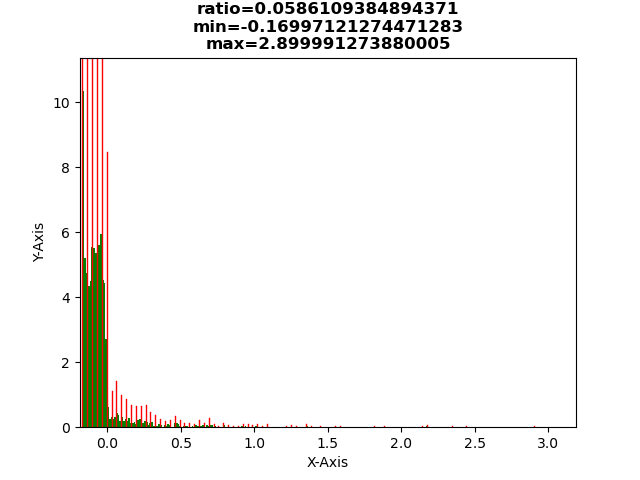 ratio=0.0586109384894371
min=-0.16997121274471283
max=2.899991273880005
10
8
6
4
2
0
Y-Axis
0.0 0.5 1.0 1.5 2.0 2.5 3.0
X-Axis